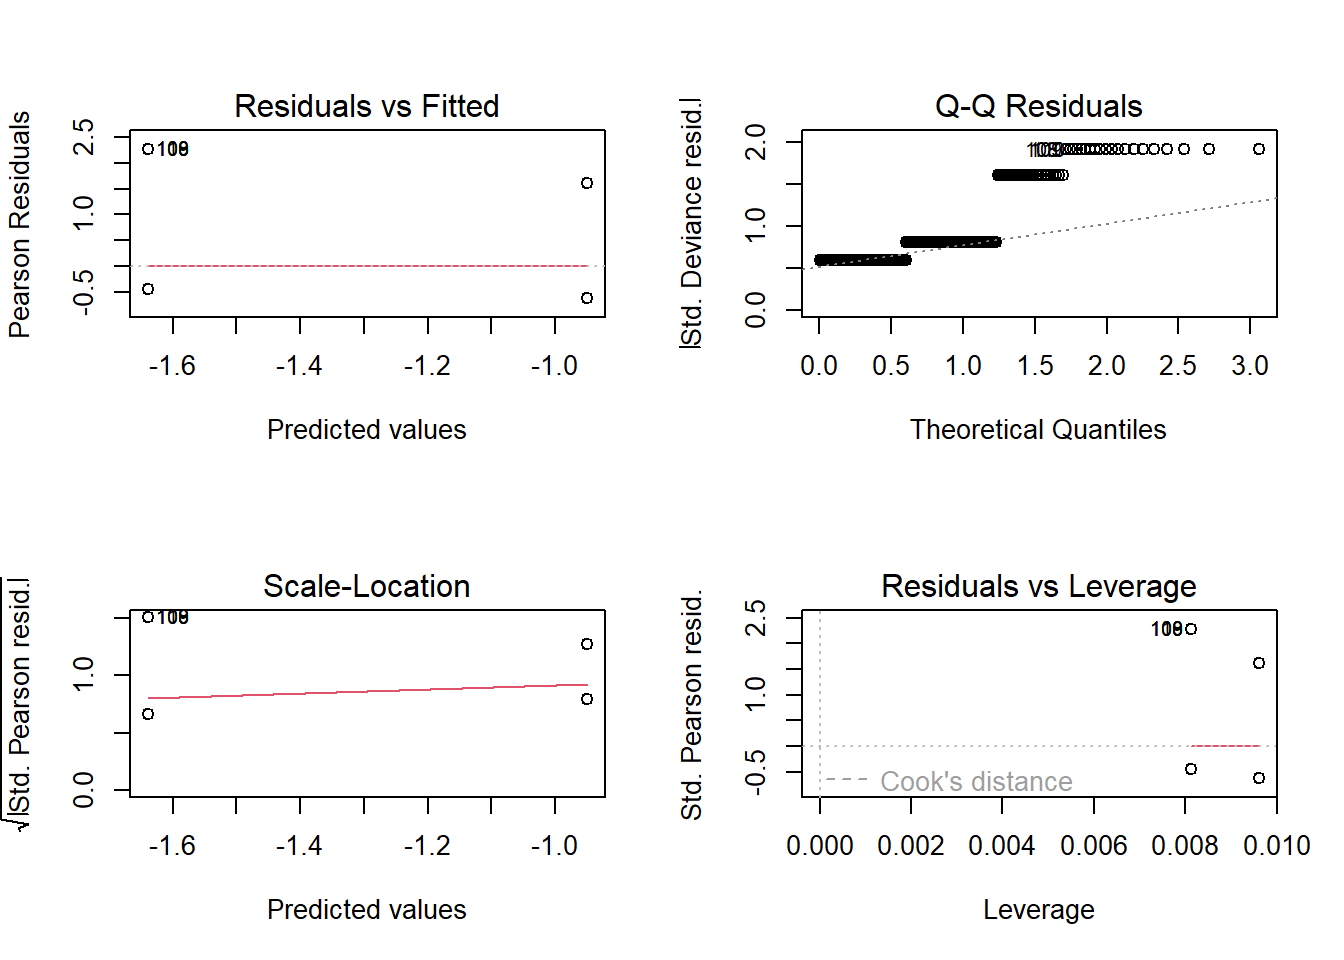 Residuals vs Fitted
Pearson Residuals
-0.5 1.0 2.5
-1.6 -1.4 -1.2 -1.0
Predicted values
Q-Q Residuals
|Std. Deviance resid.|
0.0 1.0 2.0
0.0 0.5 1.0 1.5 2.0 2.5 3.0
Theoretical Quantiles
Scale-Location
√|Std. Pearson resid.|
0.0 1.0
-1.6 -1.4 -1.2 -1.0
Predicted values
Residuals vs Leverage
Std. Pearson resid.
-0.5 1.0 2.5
Cook's distance
0.000 0.002 0.004 0.006 0.008 0.010
Leverage